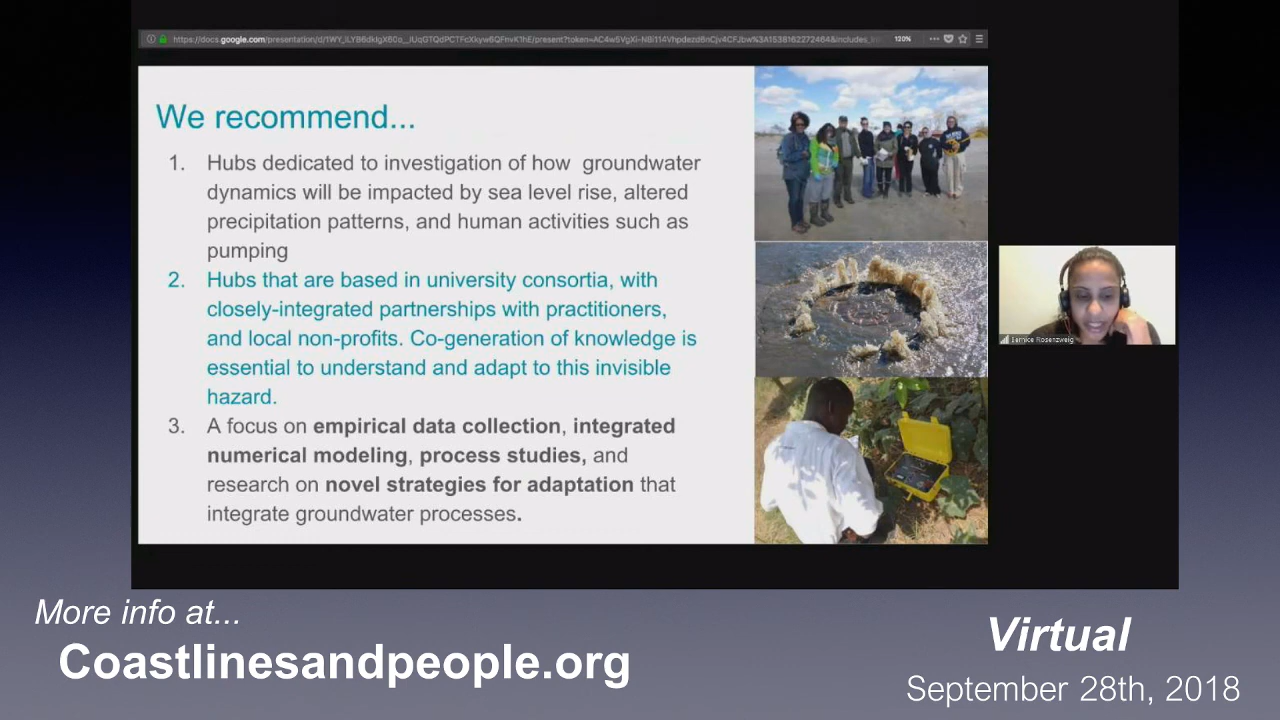 130%
We recommend...
1. Hubs dedicated to investigation of how groundwater
dynamics will be impacted by sea level rise, altered
precipitation patterns, and human activities such as
pumping
2. Hubs that are based in university consortia, with
closely-integrated partnerships with practitioners,
and local non-profits. Co-generation of knowledge is
essential to understand and adapt to this invisible
hazard.
3. A focus on empirical data collection, integrated
numerical modeling, process studies, and
research on novel strategies for adaptation that
integrate groundwater processes.
Bernice Rosenzweig
More info at...
Coastlinesandpeople.org
Virtual
September 28th, 2018